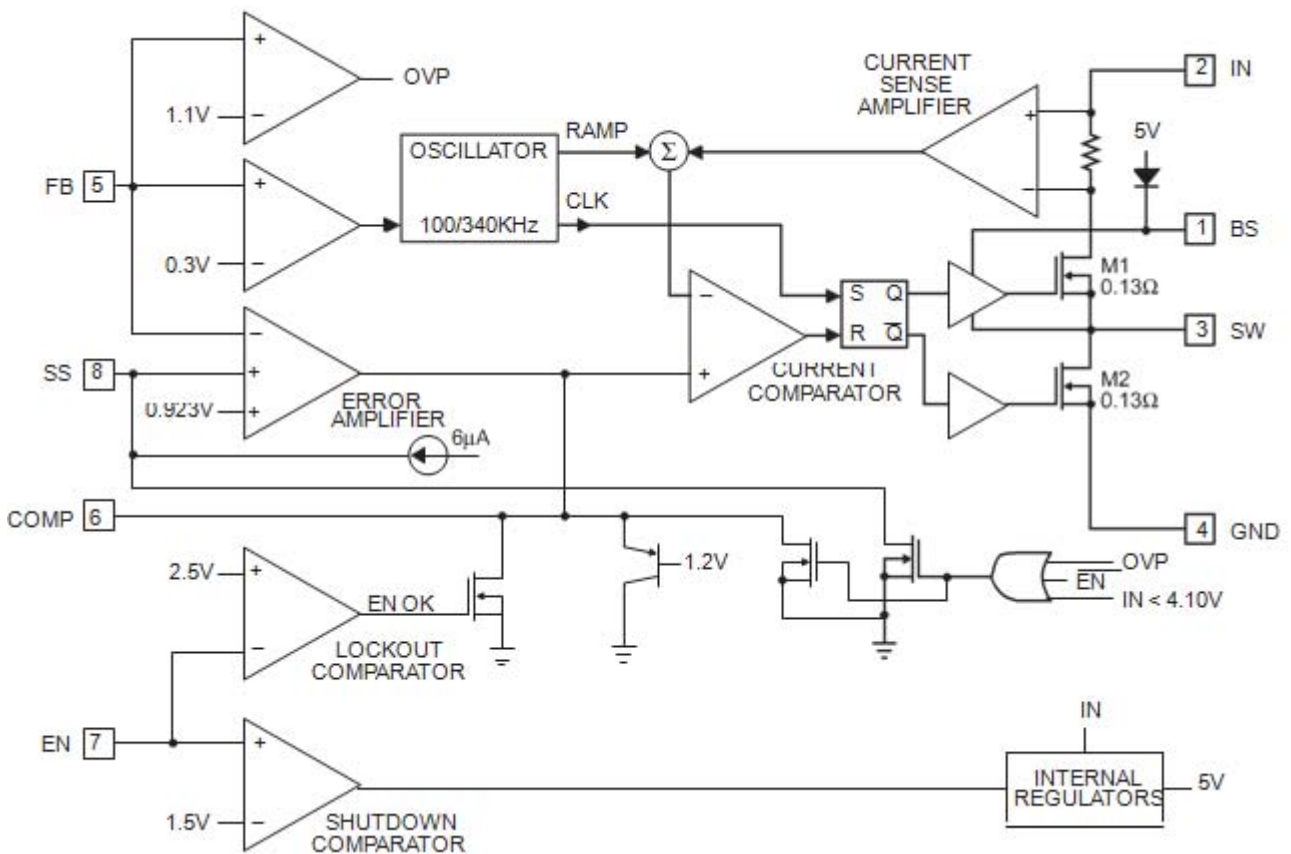 +
OVP
1.1V
−
FB 5
+
0.3V
−
OSCILLATOR
100/340KHz
RAMP
CLK
Σ
CURRENT
SENSE
AMPLIFIER
+
−
2 IN
5V
1 BS
M1
0.13Ω
3 SW
M2
0.13Ω
4 GND
S Q
R Q̅
−
+
CURRENT
COMPARATOR
SS 8
−
+
0.923V
+
ERROR
AMPLIFIER
6μA
COMP 6
2.5V
+
EN OK
−
LOCKOUT
COMPARATOR
1.2V
OVP
E̅N̅
IN < 4.10V
EN 7
+
1.5V
−
SHUTDOWN
COMPARATOR
IN
INTERNAL
REGULATORS
5V